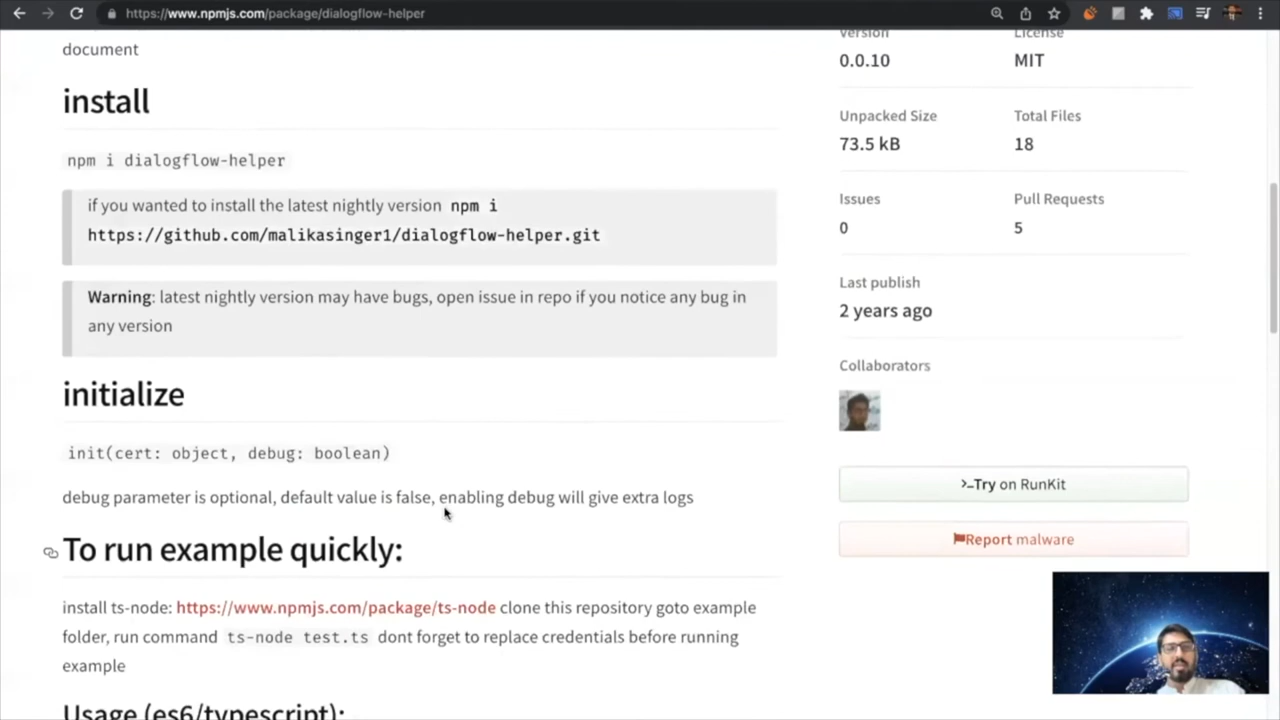 https://www.npmjs.com/package/dialogflow-helper
document
install
npm i dialogflow-helper
if you wanted to install the latest nightly version npm i
https://github.com/malikasinger1/dialogflow-helper.git
Warning: latest nightly version may have bugs, open issue in repo if you notice any bug in
any version
initialize
init(cert: object, debug: boolean)
debug parameter is optional, default value is false, enabling debug will give extra logs
To run example quickly:
install ts-node: https://www.npmjs.com/package/ts-node clone this repository goto example
folder, run command ts-node test.ts dont forget to replace credentials before running
example
Usage (es6/typescript):
Version
License
0.0.10
MIT
Unpacked Size
Total Files
73.5 kB
18
Issues
Pull Requests
0
5
Last publish
2 years ago
Collaborators
Try on RunKit
Report malware